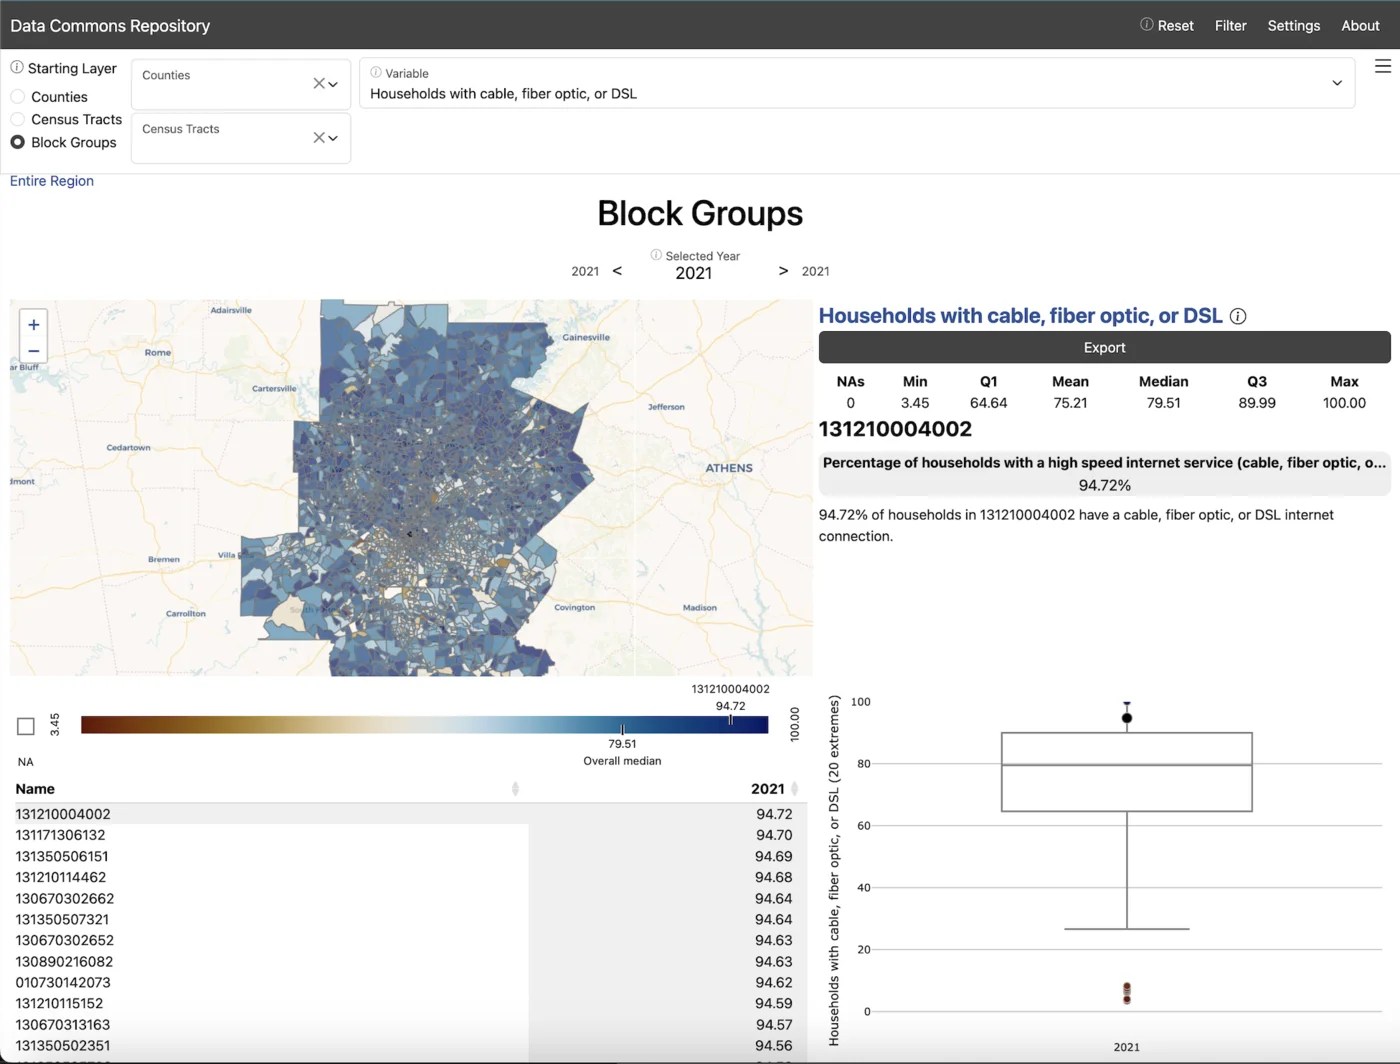 Data Commons Repository
Reset Filter Settings About
Starting Layer
Counties
Census Tracts
Block Groups
Counties
Census Tracts
Variable
Households with cable, fiber optic, or DSL
Entire Region
Block Groups
Selected Year
2021 < 2021 > 2021
+
−
Adairsville
Gainesville
Rome
Cartersville
Jefferson
Cedartown
ATHENS
Bremen
Villa
Carrollton
Covington
Madison
Households with cable, fiber optic, or DSL
Export
NAs Min Q1 Mean Median Q3 Max
0 3.45 64.64 75.21 79.51 89.99 100.00
131210004002
Percentage of households with a high speed internet service (cable, fiber optic, o...
94.72%
94.72% of households in 131210004002 have a cable, fiber optic, or DSL internet
connection.
131210004002
94.72
3.45
100.00
79.51
Overall median
NA
Name 2021
131210004002 94.72
131171306132 94.70
131350506151 94.69
131210114462 94.68
130670302662 94.64
131350507321 94.64
130670302652 94.63
130890216082 94.63
010730142073 94.62
131210115152 94.59
130670313163 94.57
131350502351 94.56
Households with cable, fiber optic, or DSL (20 extremes)
100
80
60
40
20
0
2021